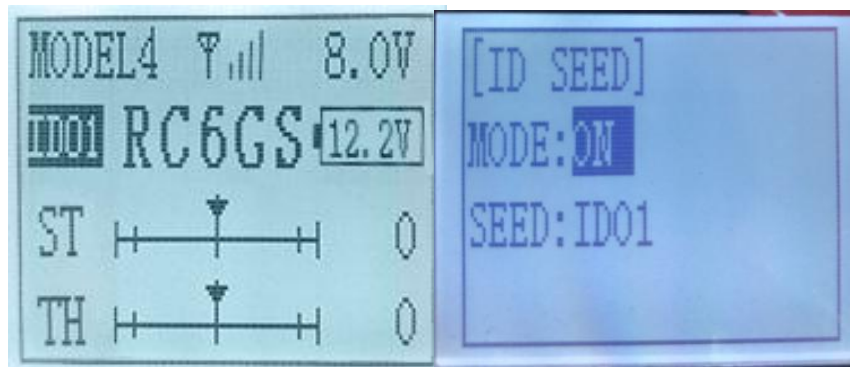 MODEL4 8.0V
ID01 RC6GS 12.2V
ST 0
TH 0
[ID SEED]
MODE:ON
SEED:ID01